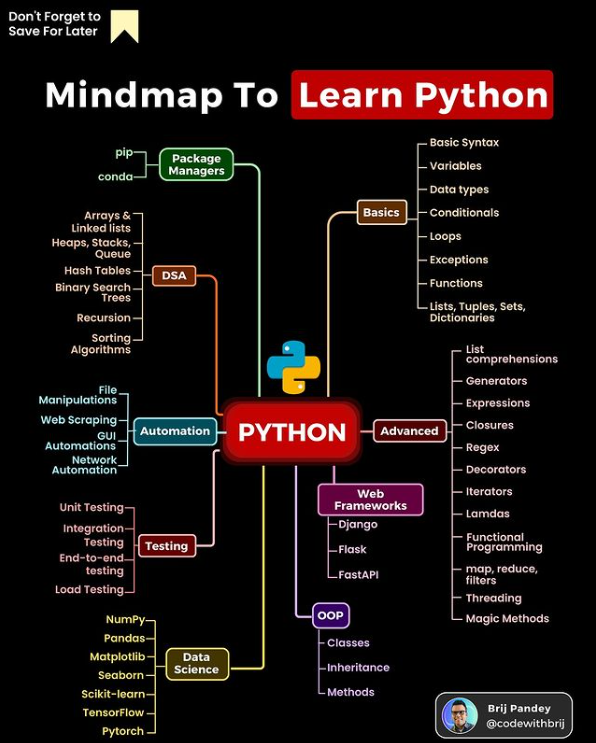 Don't Forget to
Save For Later
Mindmap To Learn Python
pip
conda
Package
Managers
Basics
Basic Syntax
Variables
Data types
Conditionals
Loops
Exceptions
Functions
Lists, Tuples, Sets,
Dictionaries
DSA
Arrays &
Linked lists
Heaps, Stacks,
Queue
Hash Tables
Binary Search
Trees
Recursion
Sorting
Algorithms
PYTHON
Automation
File
Manipulations
Web Scraping
GUI
Automations
Network
Automation
Advanced
List
comprehensions
Generators
Expressions
Closures
Regex
Decorators
Iterators
Lamdas
Functional
Programming
map, reduce,
filters
Threading
Magic Methods
Testing
Unit Testing
Integration
Testing
End-to-end
testing
Load Testing
Web
Frameworks
Django
Flask
FastAPI
OOP
Classes
Inheritance
Methods
Data
Science
NumPy
Pandas
Matplotlib
Seaborn
Scikit-learn
TensorFlow
Pytorch
Brij Pandey
@codewithbrij